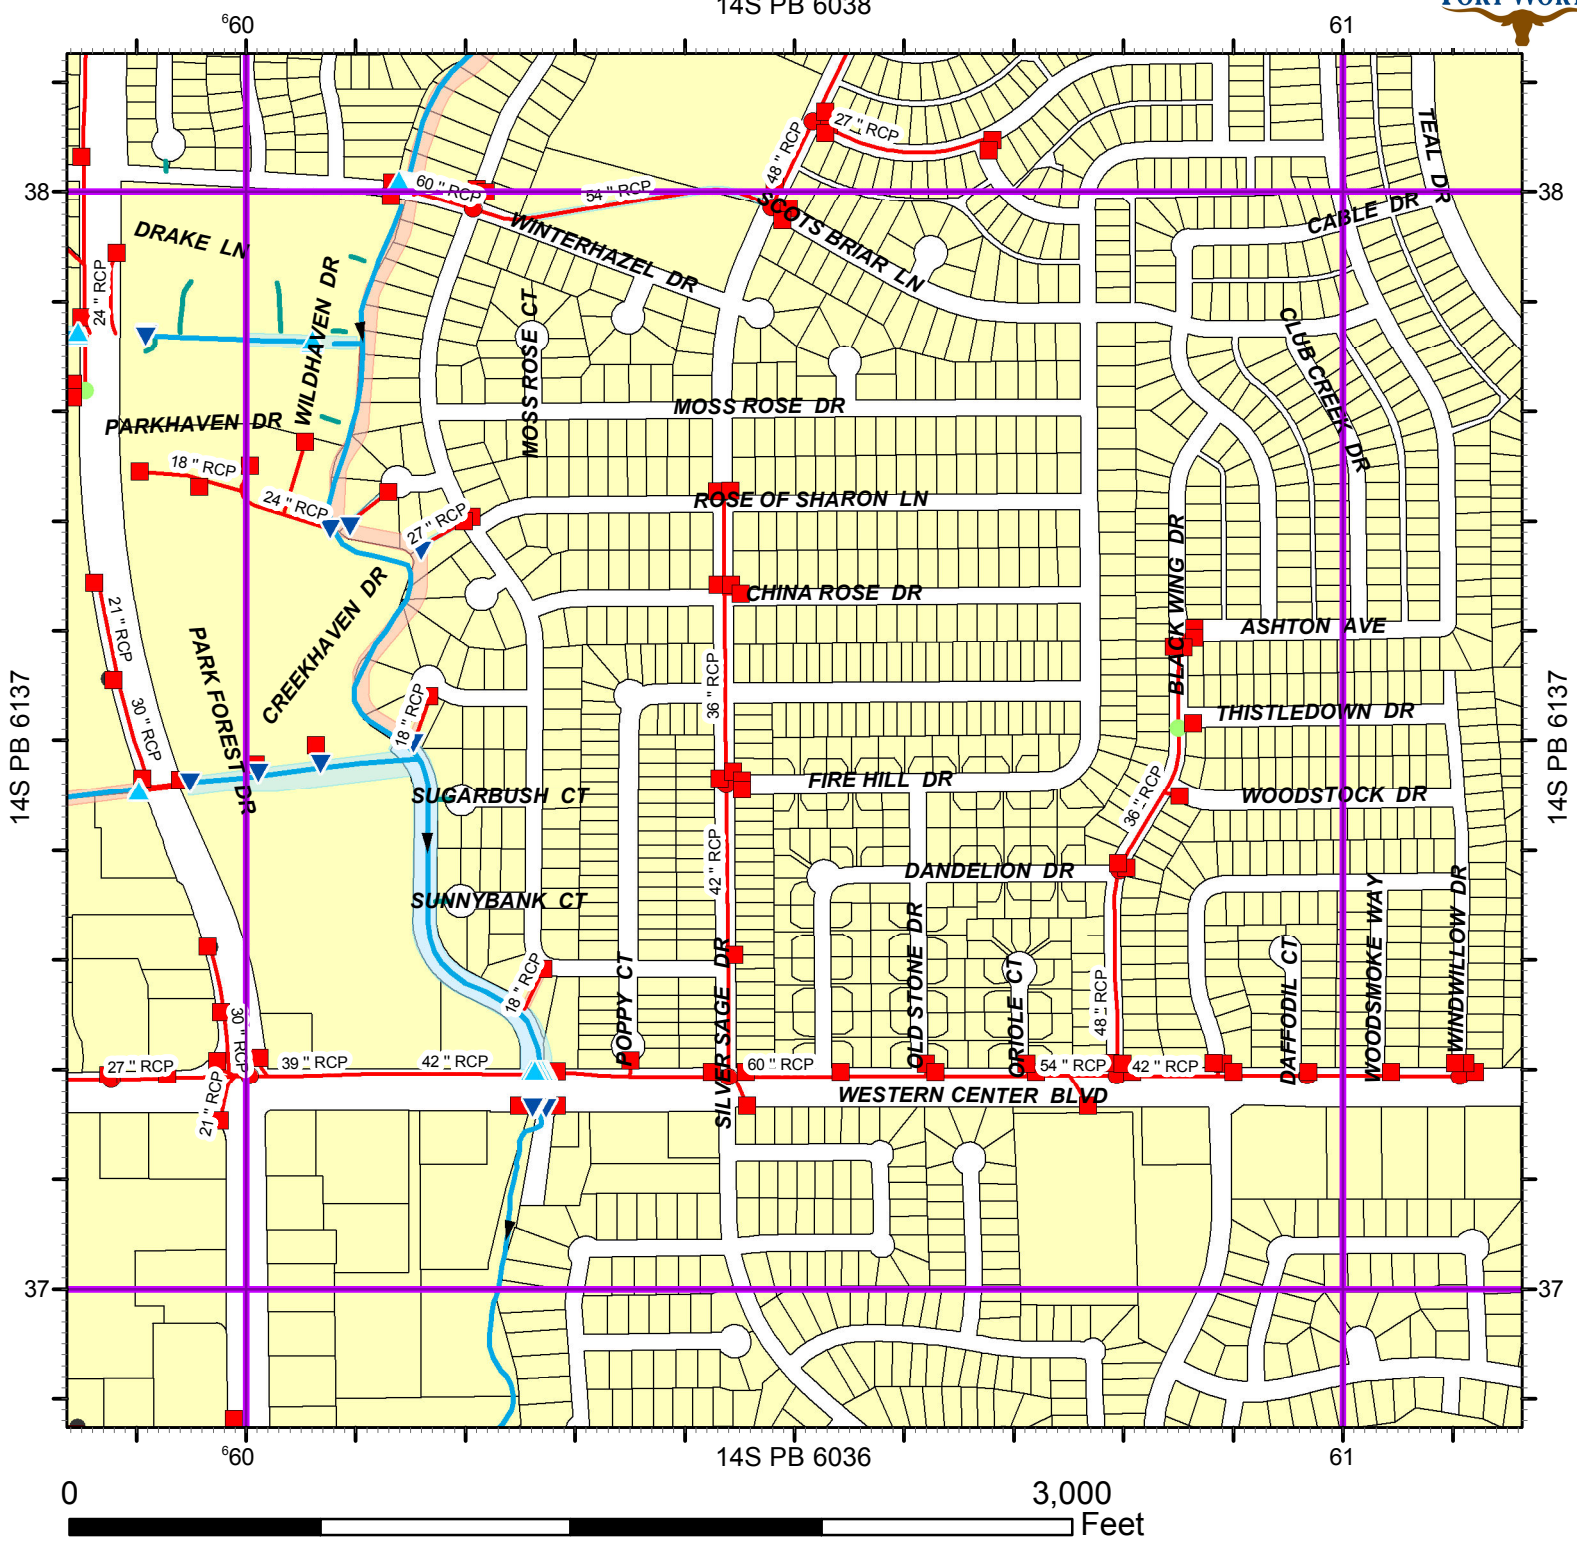 14S PB 6038
FORT WORTH
660
61
27 " RCP
48 " RCP
TEAL DR
38
60 " RCP
54 " RCP
38
SCOTS BRIAR LN
CABLE DR
DRAKE LN
WINTERHAZEL DR
24 " RCP
WILDHAVEN DR
MOSS ROSE CT
CLUB CREEK DR
PARKHAVEN DR
MOSS ROSE DR
18 " RCP
24 " RCP
27 " RCP
ROSE OF SHARON LN
BLACK WING DR
CHINA ROSE DR
21 " RCP
PARK FOREST DR
CREEKHAVEN DR
ASHTON AVE
14S PB 6137
36 " RCP
14S PB 6137
30 " RCP
18 " RCP
THISTLEDOWN DR
FIRE HILL DR
SUGARBUSH CT
36 " RCP
WOODSTOCK DR
42 " RCP
DANDELION DR
SUNNYBANK CT
WOODSMOKE WAY
WINDWILLOW DR
POPPY CT
SILVER SAGE DR
OLD STONE DR
ORIOLE CT
DAFFODIL CT
18 " RCP
48 " RCP
30 " RCP
27 " RCP
39 " RCP
42 " RCP
60 " RCP
54 " RCP
42 " RCP
21 " RCP
WESTERN CENTER BLVD
37
37
660
14S PB 6036
61
0
3,000
Feet